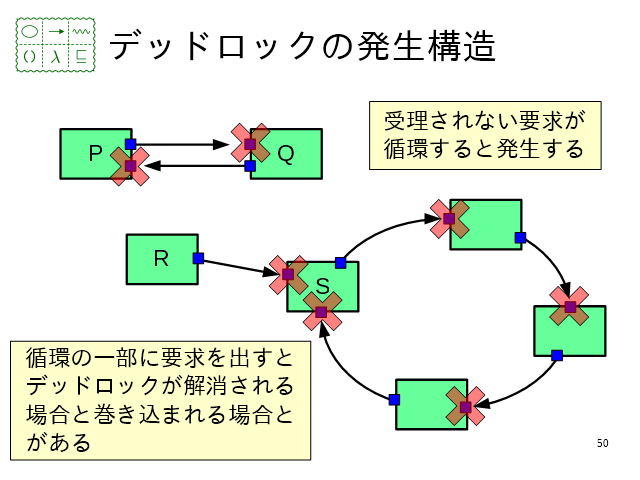 デッドロックの発生構造
P
Q
受理されない要求が
循環すると発生する
R
S
循環の一部に要求を出すと
デッドロックが解消される
場合と巻き込まれる場合と
がある
50